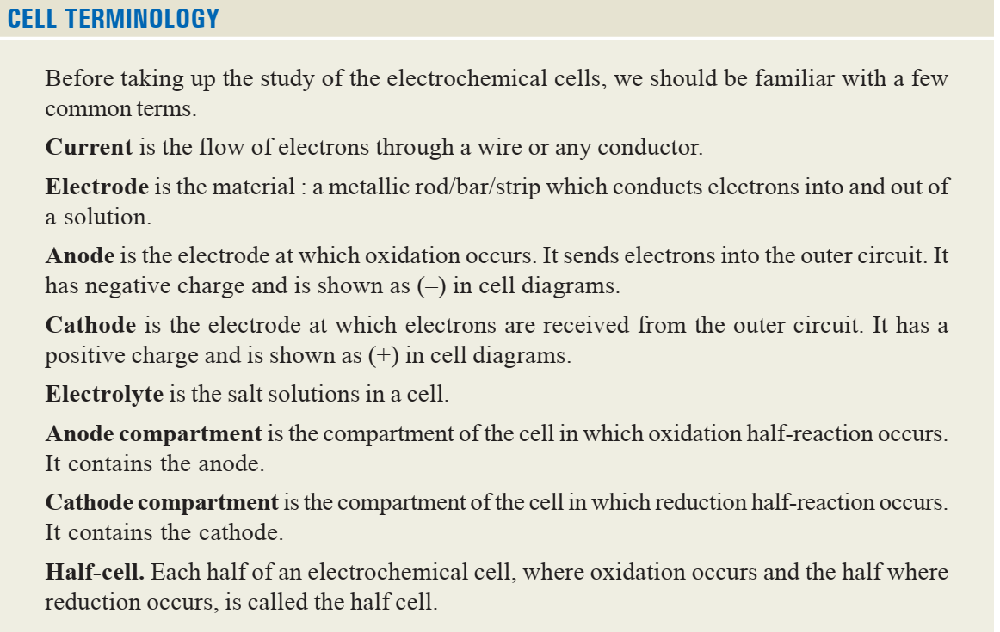 CELL TERMINOLOGY
Before taking up the study of the electrochemical cells, we should be familiar with a few
common terms.
Current is the flow of electrons through a wire or any conductor.
Electrode is the material : a metallic rod/bar/strip which conducts electrons into and out of
a solution.
Anode is the electrode at which oxidation occurs. It sends electrons into the outer circuit. It
has negative charge and is shown as (–) in cell diagrams.
Cathode is the electrode at which electrons are received from the outer circuit. It has a
positive charge and is shown as (+) in cell diagrams.
Electrolyte is the salt solutions in a cell.
Anode compartment is the compartment of the cell in which oxidation half-reaction occurs.
It contains the anode.
Cathode compartment is the compartment of the cell in which reduction half-reaction occurs.
It contains the cathode.
Half-cell. Each half of an electrochemical cell, where oxidation occurs and the half where
reduction occurs, is called the half cell.